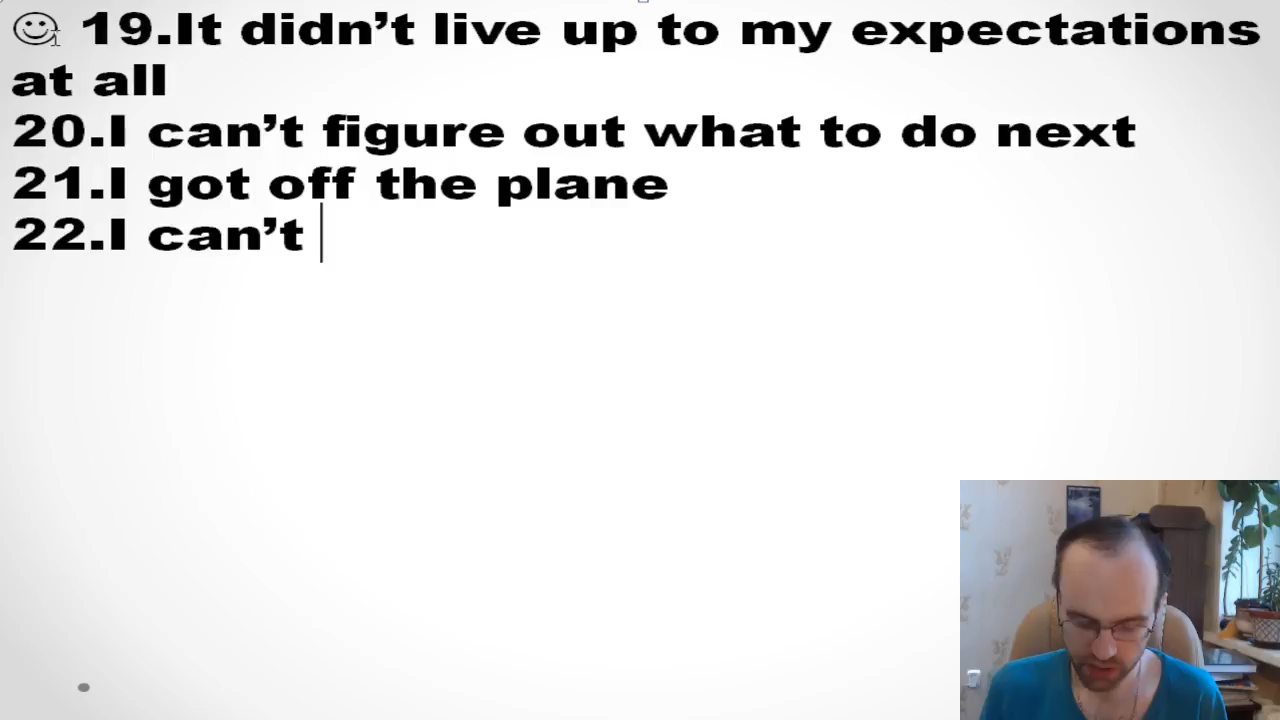 19.It didn’t live up to my expectations
at all
20.I can’t figure out what to do next
21.I got off the plane
22.I can’t